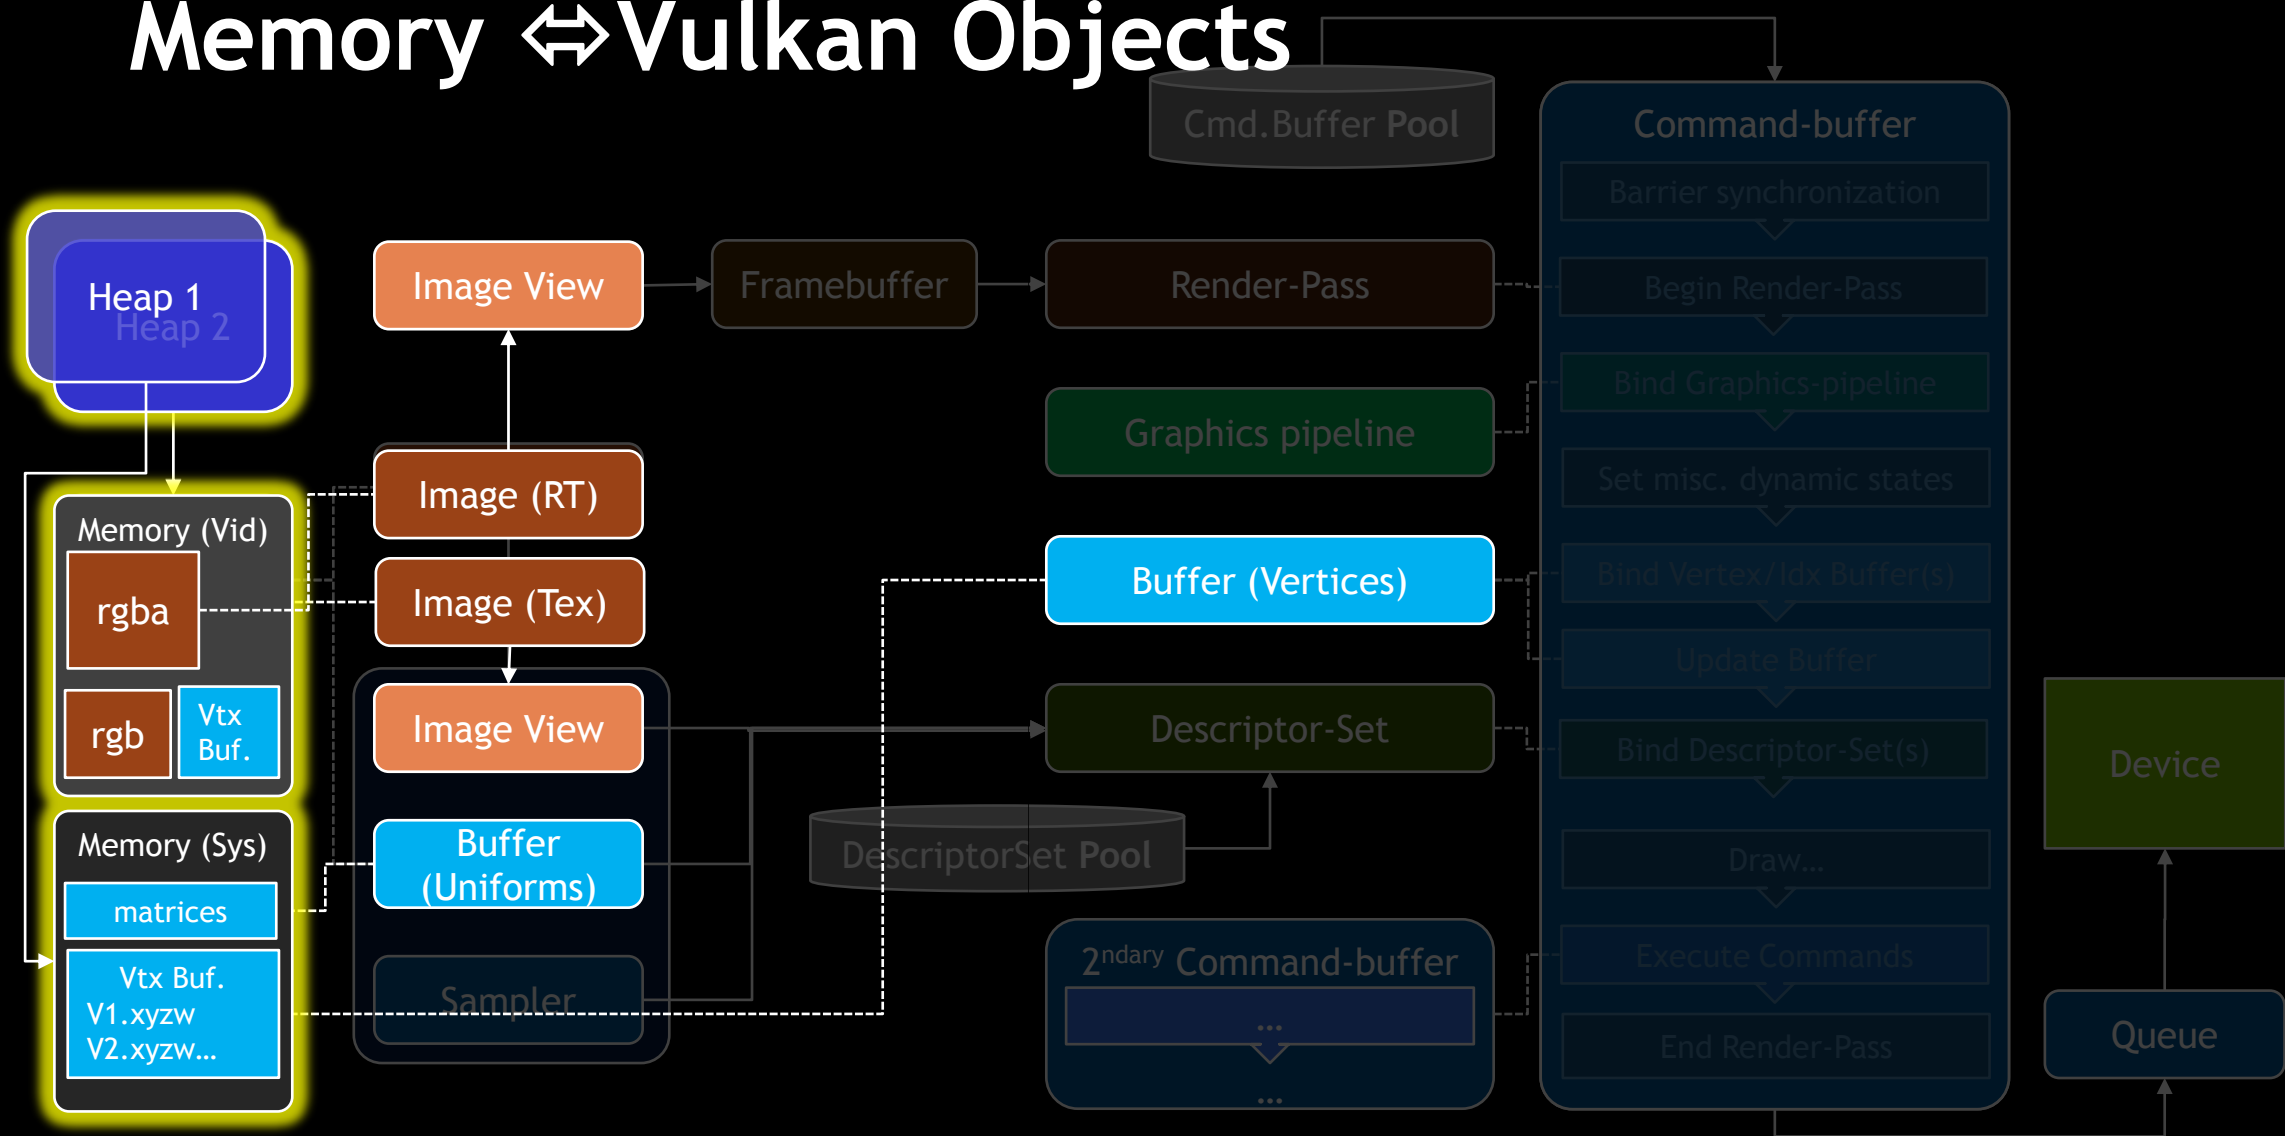 Memory ⇔Vulkan Objects
Cmd.Buffer Pool
Command-buffer
Barrier synchronization
Heap 1
Heap 2
Image View
Framebuffer
Render-Pass
Begin Render-Pass
Bind Graphics-pipeline
Graphics pipeline
Image (RT)
Set misc. dynamic states
Memory (Vid)
rgba
Image (Tex)
Buffer (Vertices)
Bind Vertex/Idx Buffer(s)
Update Buffer
rgb
Vtx
Buf.
Image View
Descriptor-Set
Bind Descriptor-Set(s)
Device
Memory (Sys)
matrices
Buffer
(Uniforms)
DescriptorSet Pool
Draw…
Vtx Buf.
V1.xyzw
V2.xyzw…
Sampler
2ndary Command-buffer
…
…
Execute Commands
End Render-Pass
Queue